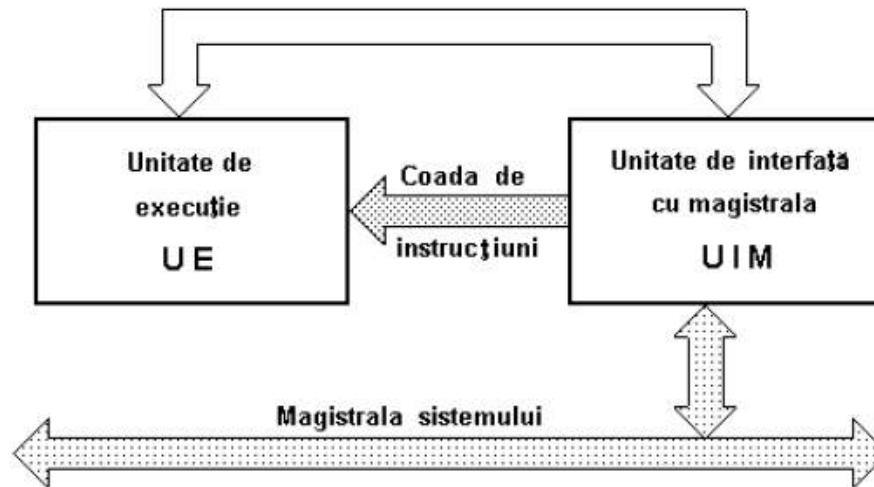 Unitate de
execuţie
UE
Coada de
instrucţiuni
Unitate de interfaţă
cu magistrala
UIM
Magistrala sistemului